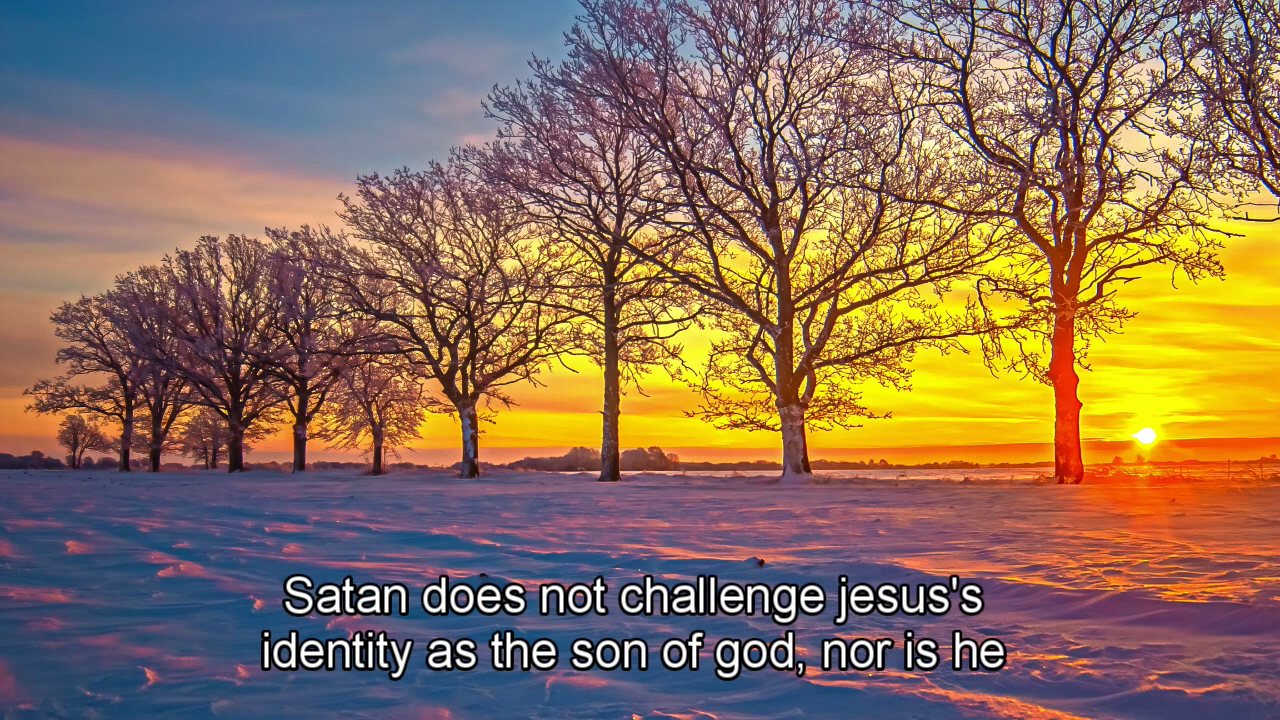 Satan does not challenge jesus's
identity as the son of god, nor is he